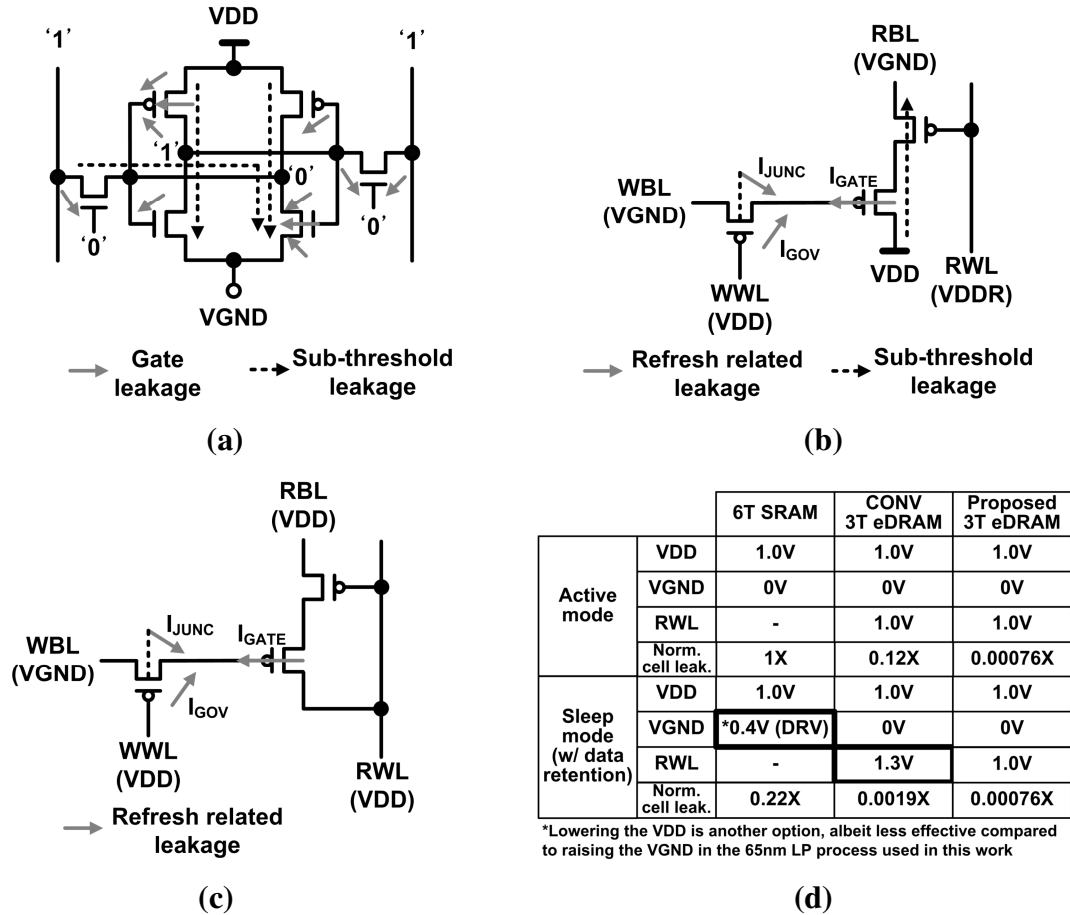 VDD
'1'
'1'
'1'
'0'
'0'
'0'
VGND
Gate
leakage
Sub-threshold
leakage
(a)
RBL
(VGND)
WBL
(VGND)
I_JUNC
I_GATE
I_GOV
WWL
(VDD)
VDD
RWL
(VDDR)
Refresh related
leakage
Sub-threshold
leakage
(b)
RBL
(VDD)
WBL
(VGND)
I_JUNC
I_GATE
I_GOV
WWL
(VDD)
RWL
(VDD)
Refresh related
leakage
(c)
6T SRAM
CONV
3T eDRAM
Proposed
3T eDRAM
Active
mode
VDD 1.0V 1.0V 1.0V
VGND 0V 0V 0V
RWL - 1.0V 1.0V
Norm.
cell leak. 1X 0.12X 0.00076X
Sleep
mode
(w/ data
retention)
VDD 1.0V 1.0V 1.0V
VGND *0.4V (DRV) 0V 0V
RWL - 1.3V 1.0V
Norm.
cell leak. 0.22X 0.0019X 0.00076X
*Lowering the VDD is another option, albeit less effective compared
to raising the VGND in the 65nm LP process used in this work
(d)